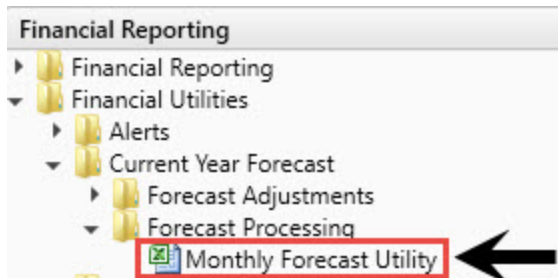 Financial Reporting
Financial Reporting
Financial Utilities
Alerts
Current Year Forecast
Forecast Adjustments
Forecast Processing
Monthly Forecast Utility